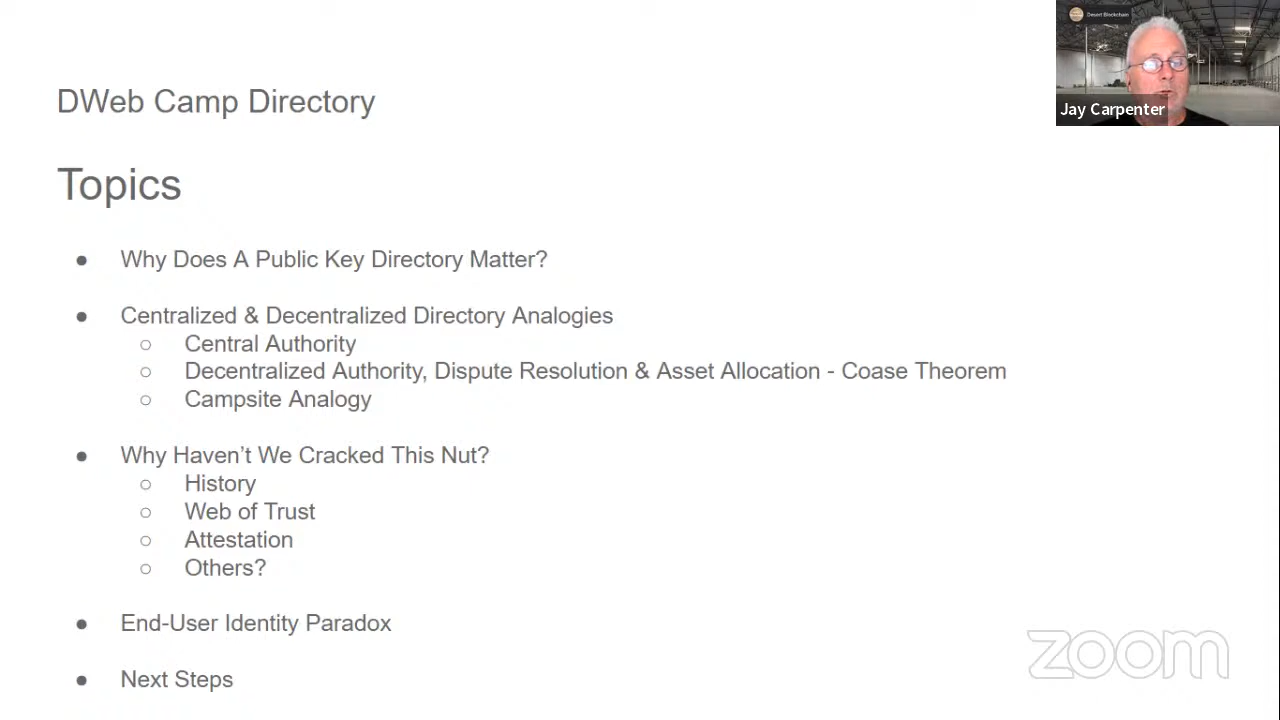 DWeb Camp Directory
Desert Blockchain
Jay Carpenter
Topics
● Why Does A Public Key Directory Matter?
● Centralized & Decentralized Directory Analogies
○ Central Authority
○ Decentralized Authority, Dispute Resolution & Asset Allocation - Coase Theorem
○ Campsite Analogy
● Why Haven’t We Cracked This Nut?
○ History
○ Web of Trust
○ Attestation
○ Others?
● End-User Identity Paradox
● Next Steps
zoom